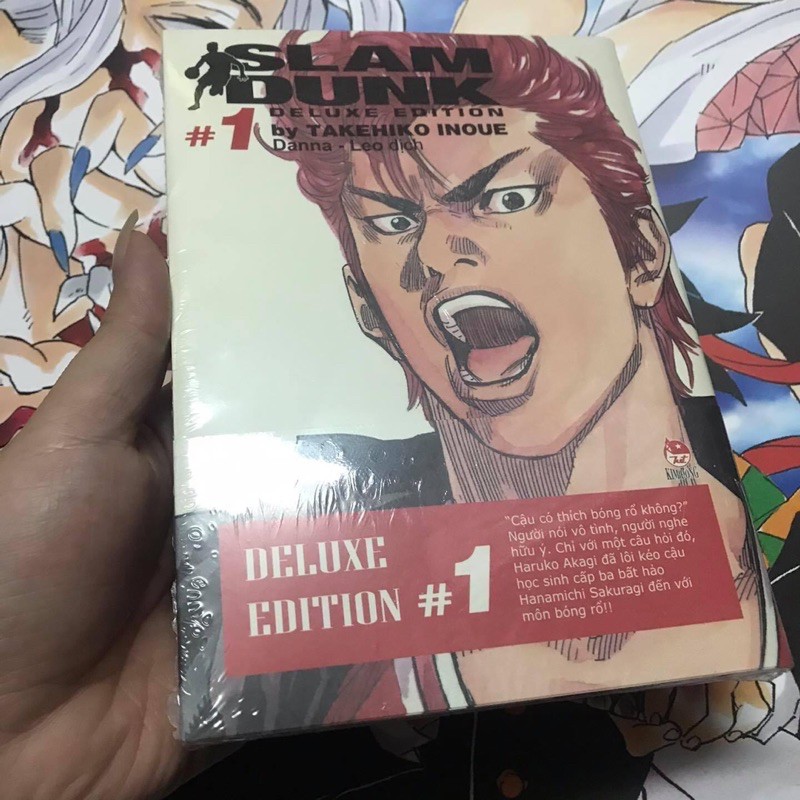 SLAM
DUNK
DELUXE EDITION
#1 by TAKEHIKO INOUE
Danna - Leo dịch
KIM ĐỒNG
DELUXE
EDITION #1
"Cậu có thích bóng rổ không?"
Người nói vô tình, người nghe
hữu ý. Chỉ với một câu hỏi đó,
Haruko Akagi đã lôi kéo cậu
học sinh cấp ba bất hảo
Hanamichi Sakuragi đến với
môn bóng rổ!!